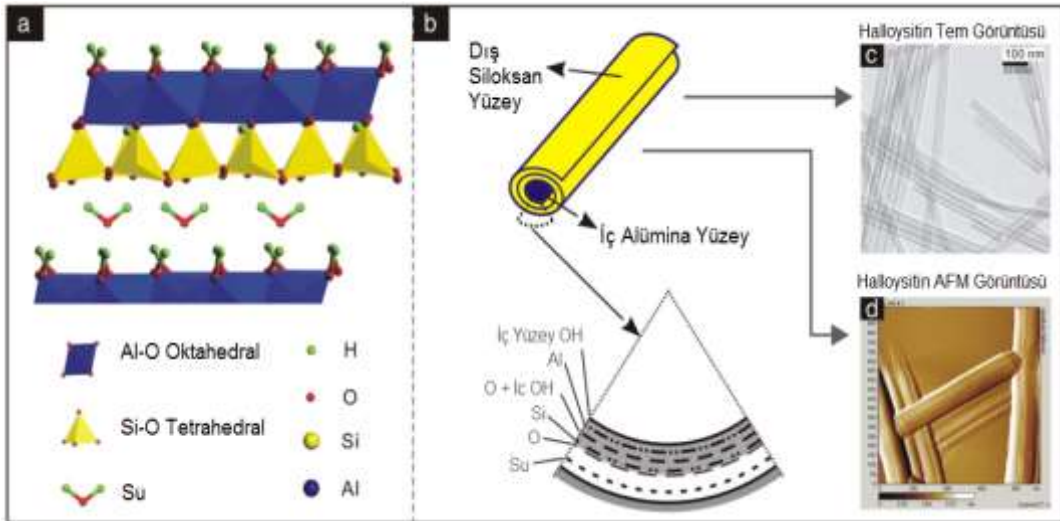 a
Al-O Oktahedral
Si-O Tetrahedral
Su
H
O
Si
Al
b
Dış
Siloksan
Yüzey
İç Alümina Yüzey
İç Yüzey OH
Al
O + İc OH
Si
O
Su
Halloysitin Tem Görüntüsü
c
100 nm
Halloysitin AFM Görüntüsü
d